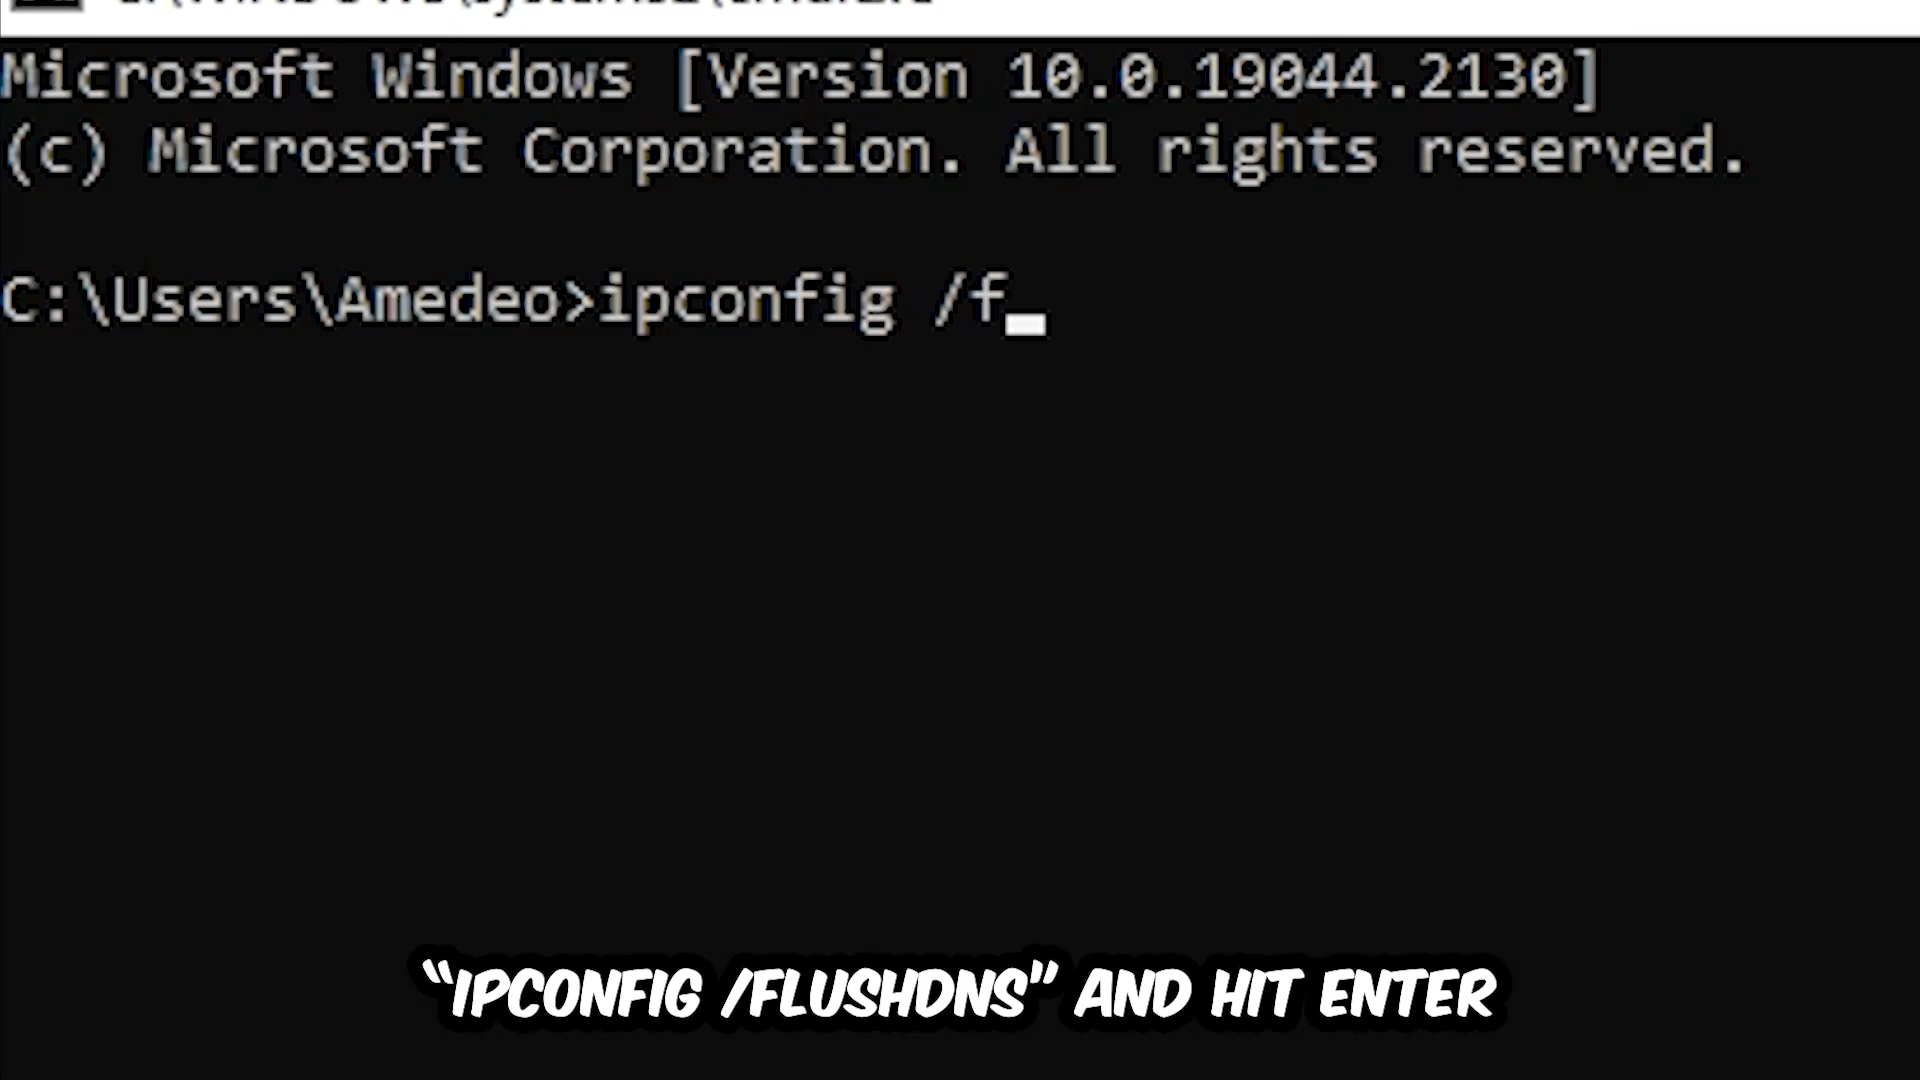 Microsoft Windows [Version 10.0.19044.2130]
(c) Microsoft Corporation. All rights reserved.
C:\Users\Amedeo>ipconfig /f
“IPCONFIG /FLUSHDNS” AND HIT ENTER